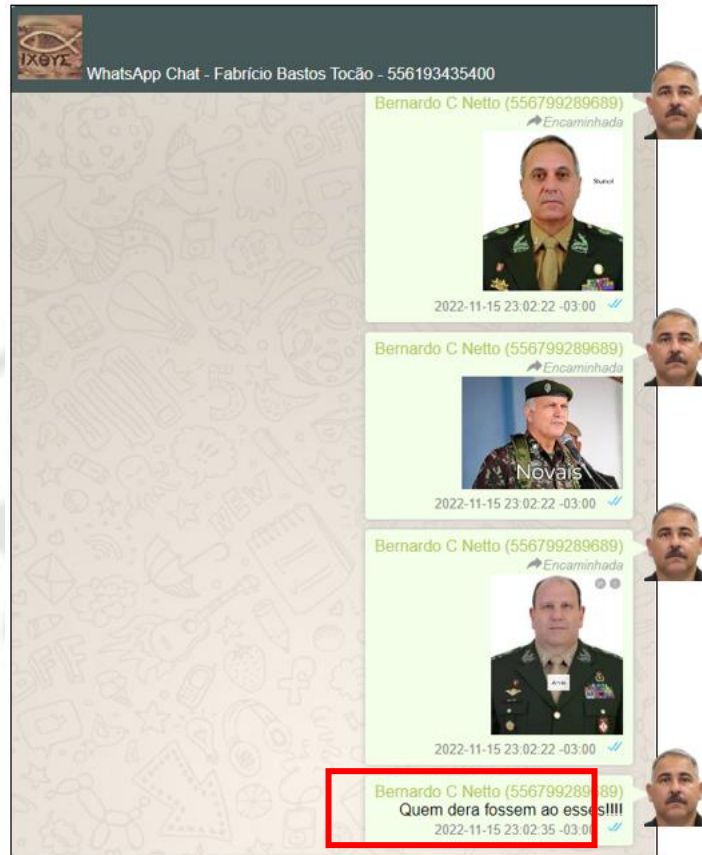 ΙΧΘΥΣ
WhatsApp Chat - Fabrício Bastos Tocão - 556193435400
Bernardo C Netto (556799289689)
Encaminhada
2022-11-15 23:02:22 -03:00
Bernardo C Netto (556799289689)
Encaminhada
Novais
2022-11-15 23:02:22 -03:00
Bernardo C Netto (556799289689)
Encaminhada
2022-11-15 23:02:22 -03:00
Bernardo C Netto (556799289689)
Quem dera fossem ao esses!!!!
2022-11-15 23:02:35 -03:00